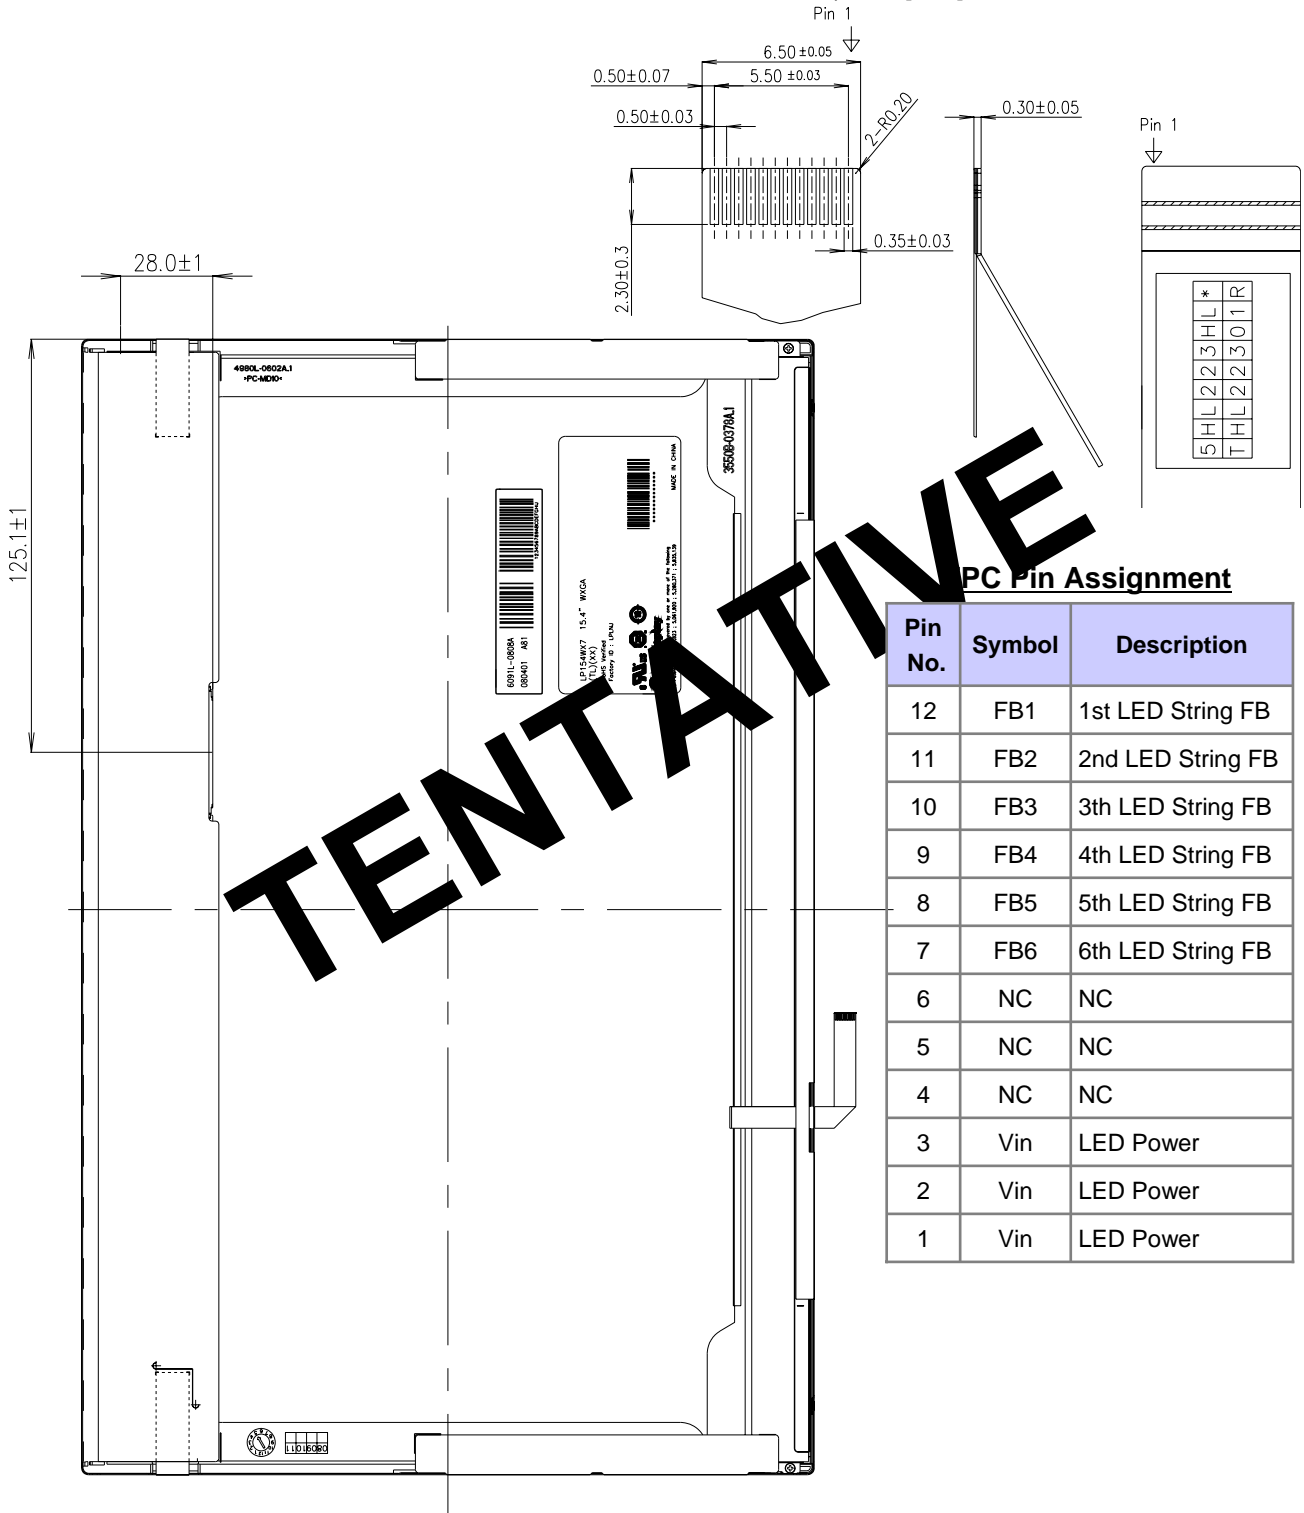 Pin 1
6.50 ±0.05
0.50±0.07
5.50 ±0.03
0.50±0.03
2-R0.20
0.30±0.05
Pin 1
2.30±0.3
0.35±0.03
28.0±1
125.1±1
5HL223HL*
THL22301R
4980L-0602A.1
>PC-MD10<
3550B-0378A.1
MADE IN CHINA
LP154WX7 15.4" WXGA
(TL)(XX)
Verified
Factory ID : LPLNJ
6091L-0808A
080401 A81
TENTATIVE
PC Pin Assignment
Pin No. Symbol Description
12 FB1 1st LED String FB
11 FB2 2nd LED String FB
10 FB3 3th LED String FB
9 FB4 4th LED String FB
8 FB5 5th LED String FB
7 FB6 6th LED String FB
6 NC NC
5 NC NC
4 NC NC
3 Vin LED Power
2 Vin LED Power
1 Vin LED Power